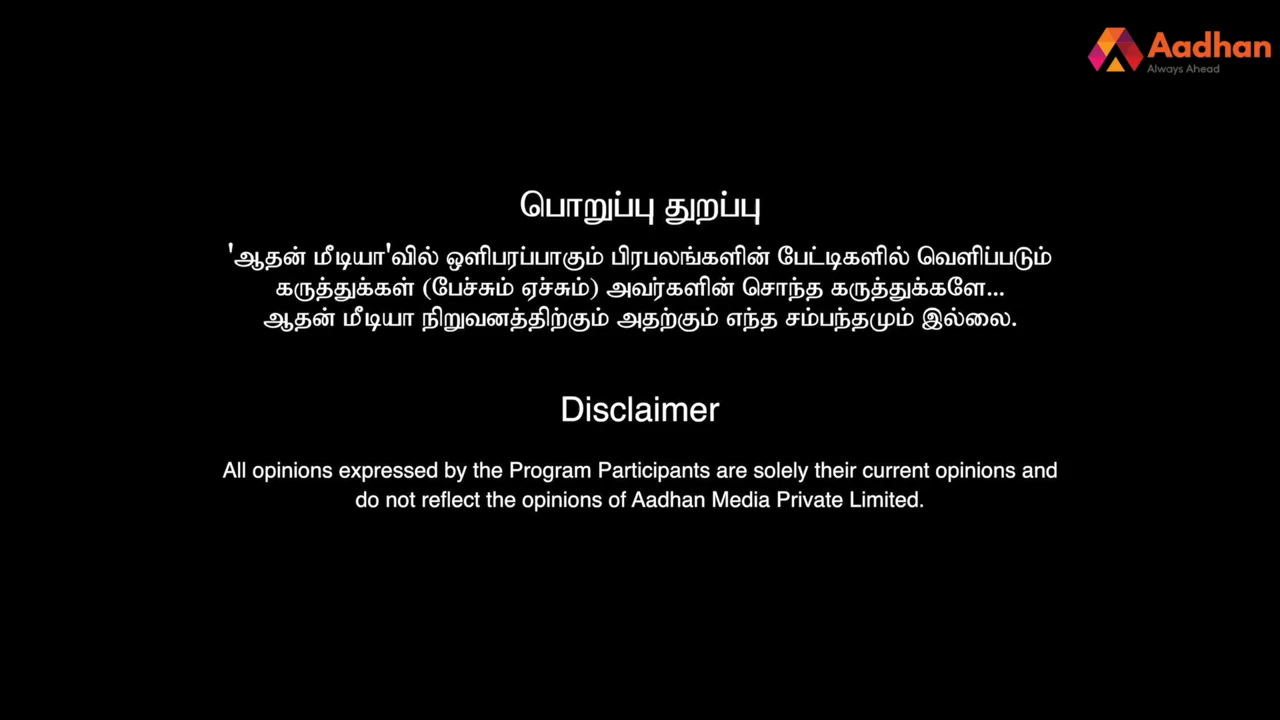 Aadhan
Always Ahead
பொறுப்பு துறப்பு
'ஆதன் மீடியா'வில் ஒளிபரப்பாகும் பிரபலங்களின் பேட்டிகளில் வெளிப்படும்
கருத்துக்கள் (பேச்சும் ஏச்சும்) அவர்களின் சொந்த கருத்துக்களே...
ஆதன் மீடியா நிறுவனத்திற்கும் அதற்கும் எந்த சம்பந்தமும் இல்லை.
Disclaimer
All opinions expressed by the Program Participants are solely their current opinions and
do not reflect the opinions of Aadhan Media Private Limited.